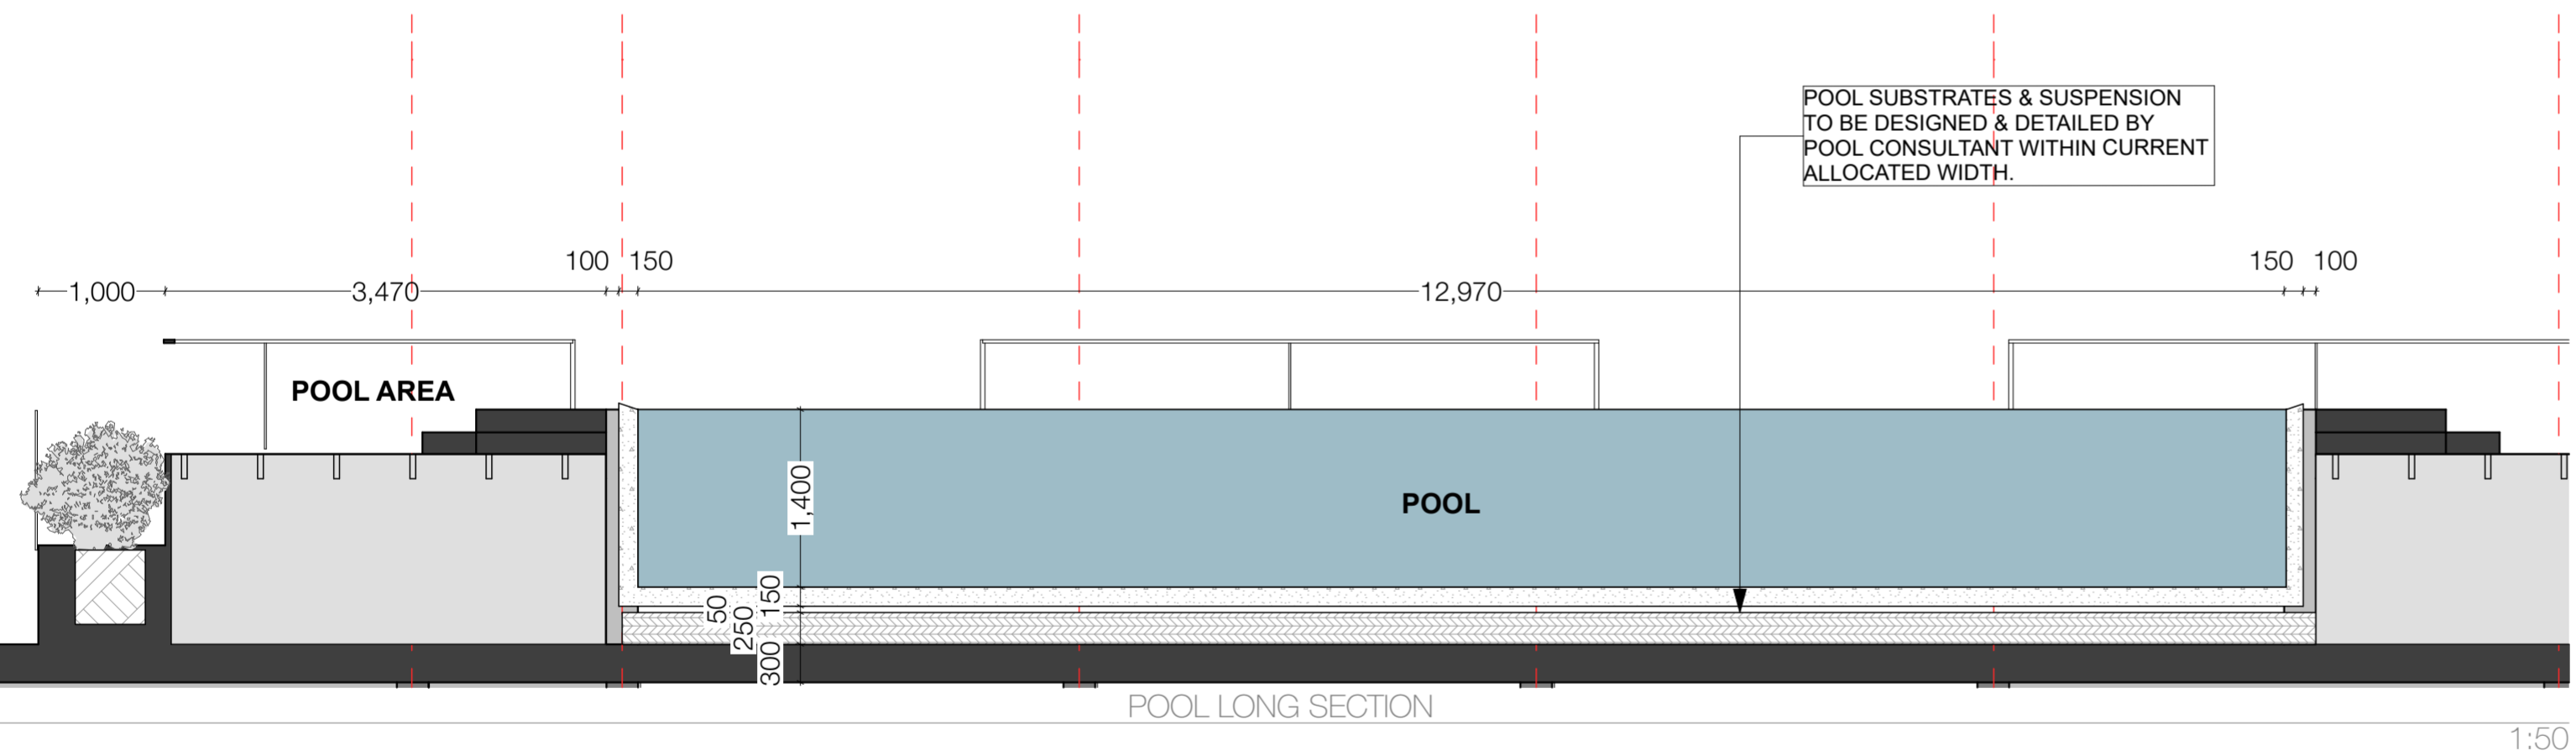 POOL SUBSTRATES & SUSPENSION
TO BE DESIGNED & DETAILED BY
POOL CONSULTANT WITHIN CURRENT
ALLOCATED WIDTH.
100 150
150 100
1,000
3,470
12,970
POOL AREA
POOL
1,400
150
50
250
300
POOL LONG SECTION
1:50